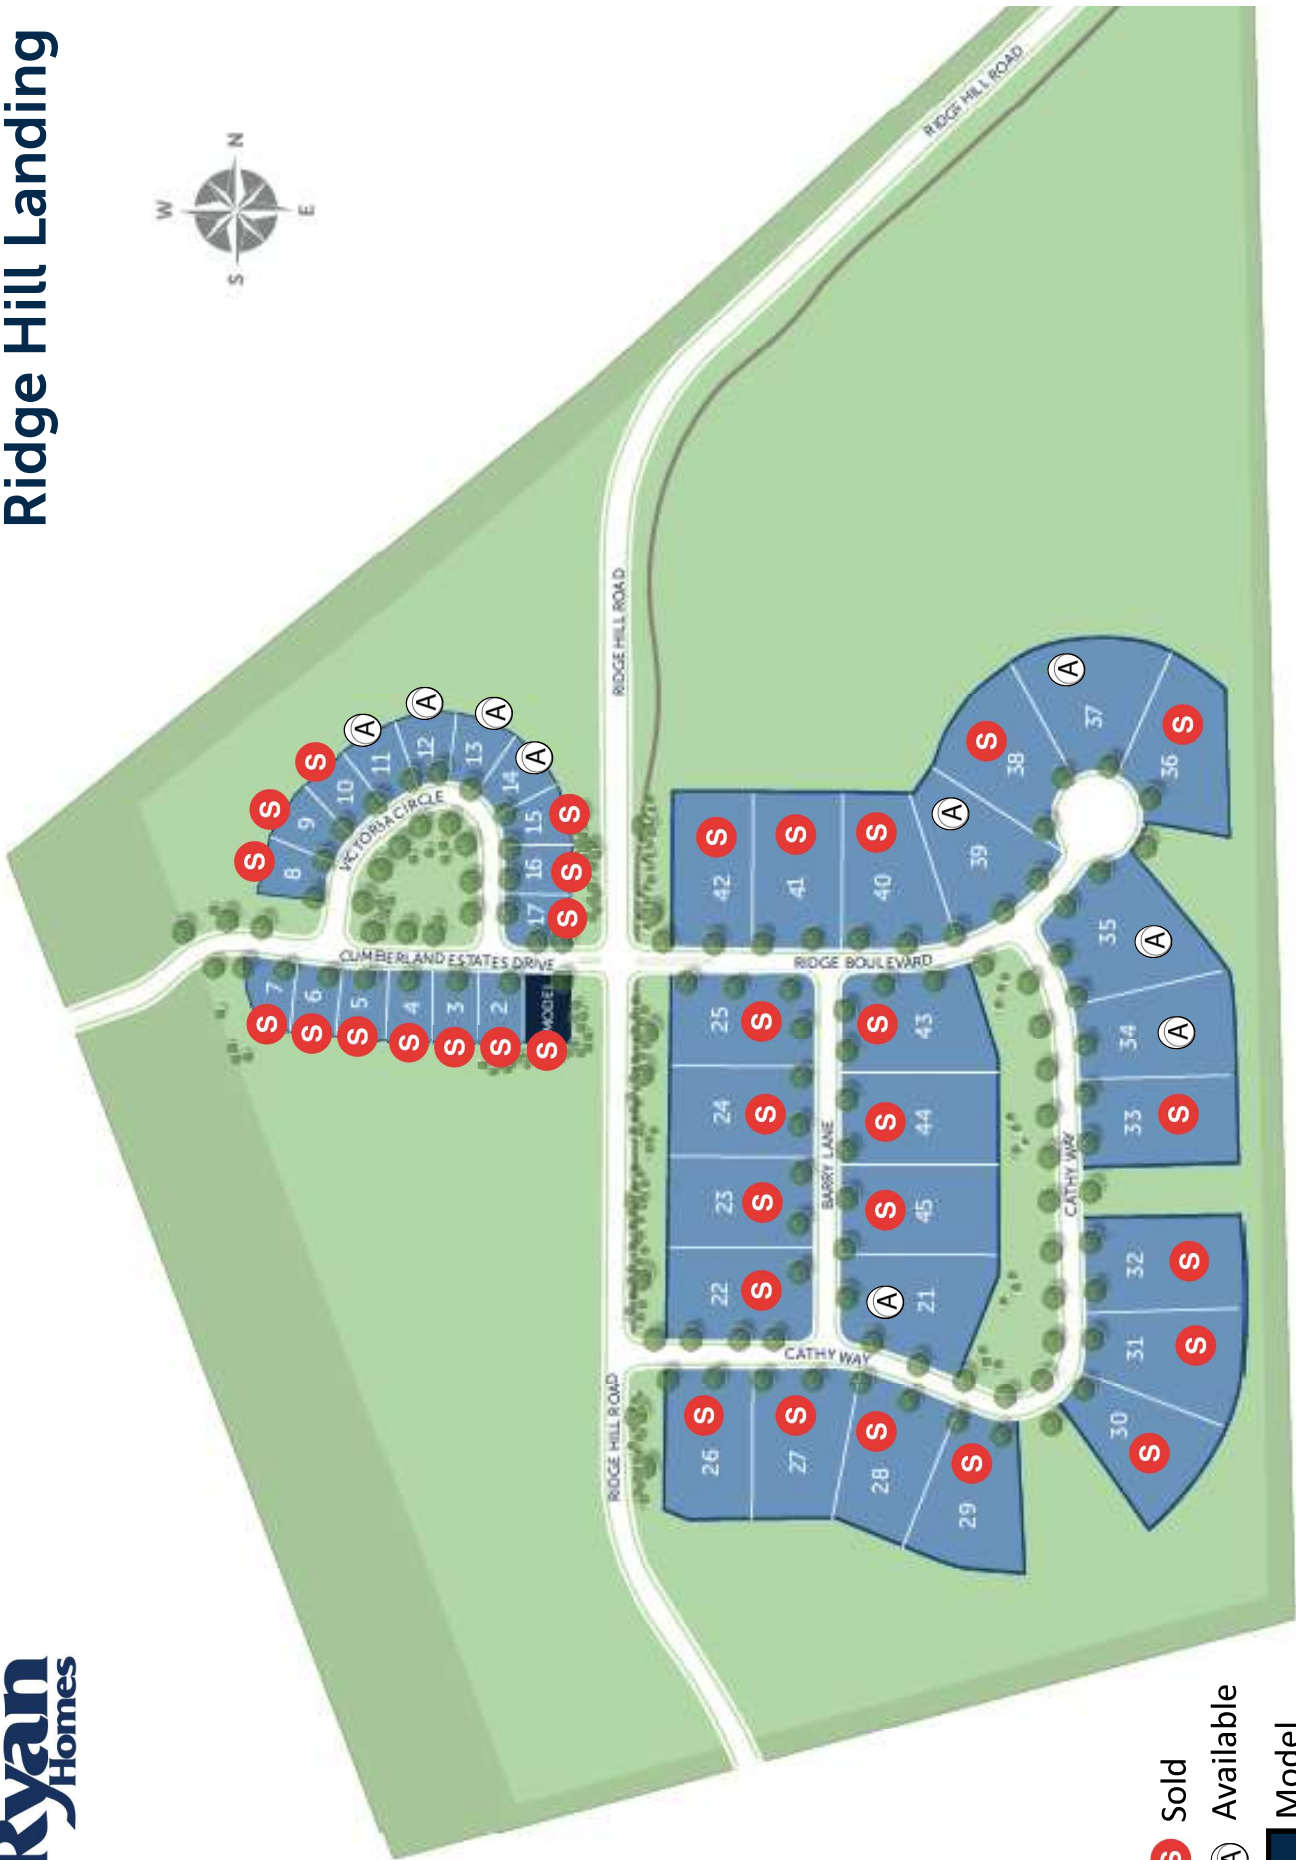 Ridge Hill Landing
Ryan
Homes
W
N
S
E
RIDGE HILL ROAD
RIDGE HILL ROAD
RIDGE HILL ROAD
VICTORIA CIRCLE
CUMBERLAND ESTATES DRIVE
RIDGE BOULEVARD
BARRY LANE
CATHY WAY
CATHY WAY
7 S
6 S
5 S
4 S
3 S
2 S
MODEL S
8 S
9 S
10 S
11 A
12 A
13 A
14 A
15 S
16 S
17 S
42 S
41 S
40 S
39 A
38 S
37 A
36 S
35 A
34 A
33 S
32 S
31 S
30 S
29 S
28 S
27 S
26 S
25 S
24 S
23 S
22 S
43 S
44 S
45 S
21 A
S Sold
A Available
Model